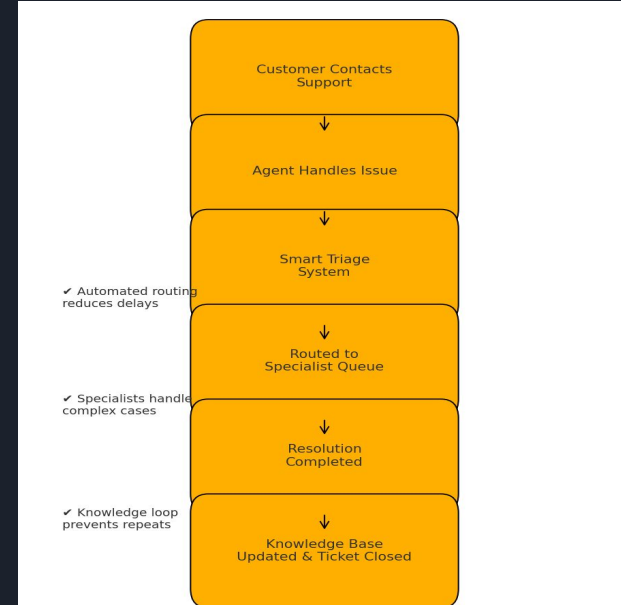 Customer Contacts
Support
Agent Handles Issue
Smart Triage
System
✔ Automated routing
reduces delays
Routed to
Specialist Queue
✔ Specialists handle
complex cases
Resolution
Completed
✔ Knowledge loop
prevents repeats
Knowledge Base
Updated & Ticket Closed